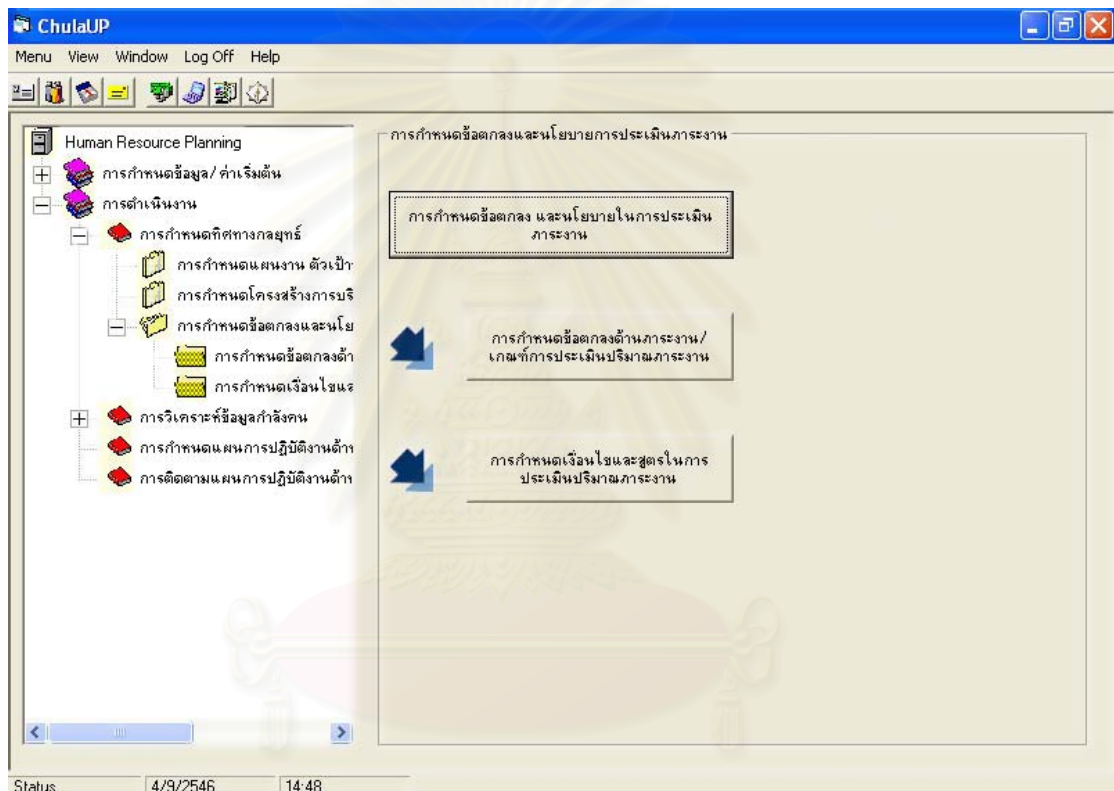 ChulaUP
Menu View Window Log Off Help
Human Resource Planning
การกำหนดข้อมูล/ ค่าเริ่มต้น
การดำเนินงาน
การกำหนดทิศทางกลยุทธ์
การกำหนดแผนงาน ตัวเป้า
การกำหนดโครงสร้างการบริ
การกำหนดข้อตกลงและนโย
การกำหนดข้อตกลงด้า
การกำหนดเงื่อนไขและ
การวิเคราะห์ข้อมูลกำลังคน
การกำหนดแผนการปฏิบัติงานด้าน
การติดตามแผนการปฏิบัติงานด้าน
การกำหนดข้อตกลงและนโยบายการประเมินภาระงาน
การกำหนดข้อตกลง และนโยบายในการประเมิน
ภาระงาน
การกำหนดข้อตกลงด้านภาระงาน/
เกณฑ์การประเมินปริมาณภาระงาน
การกำหนดเงื่อนไขและสูตรในการ
ประเมินปริมาณภาระงาน
Status 4/9/2546 14:48